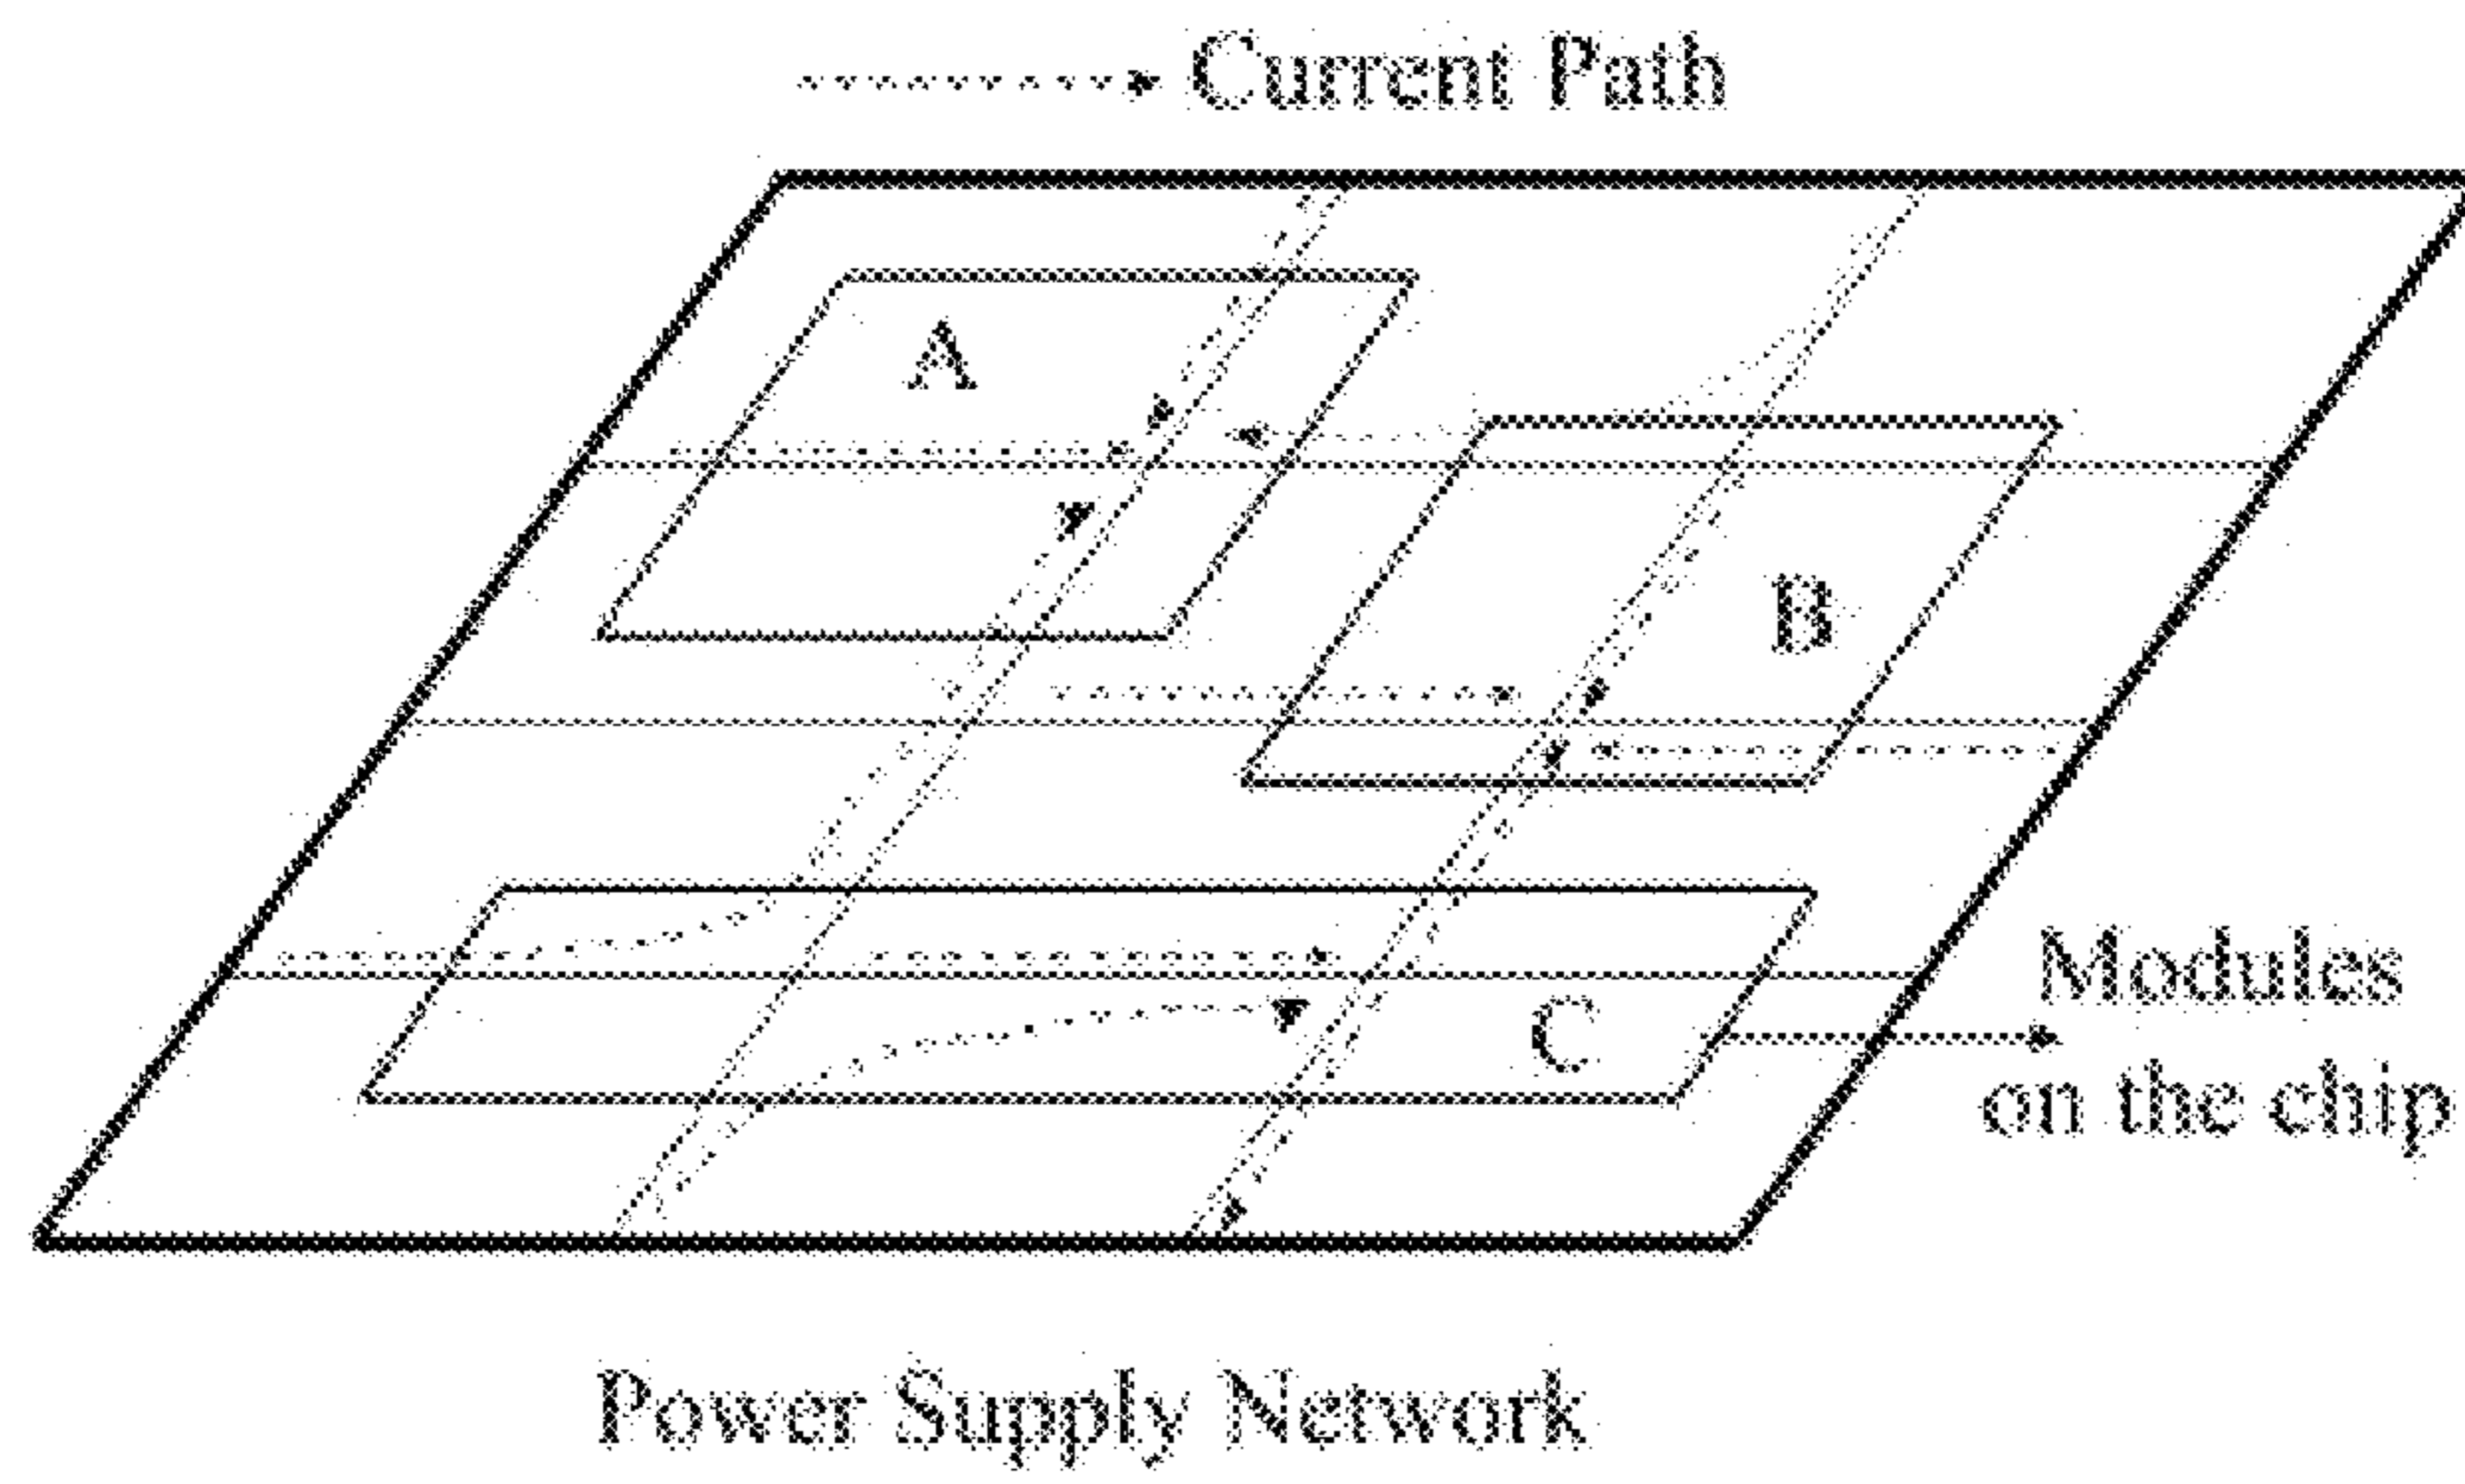 Current Path
A
B
C
Modules
on the chip
Power Supply Network